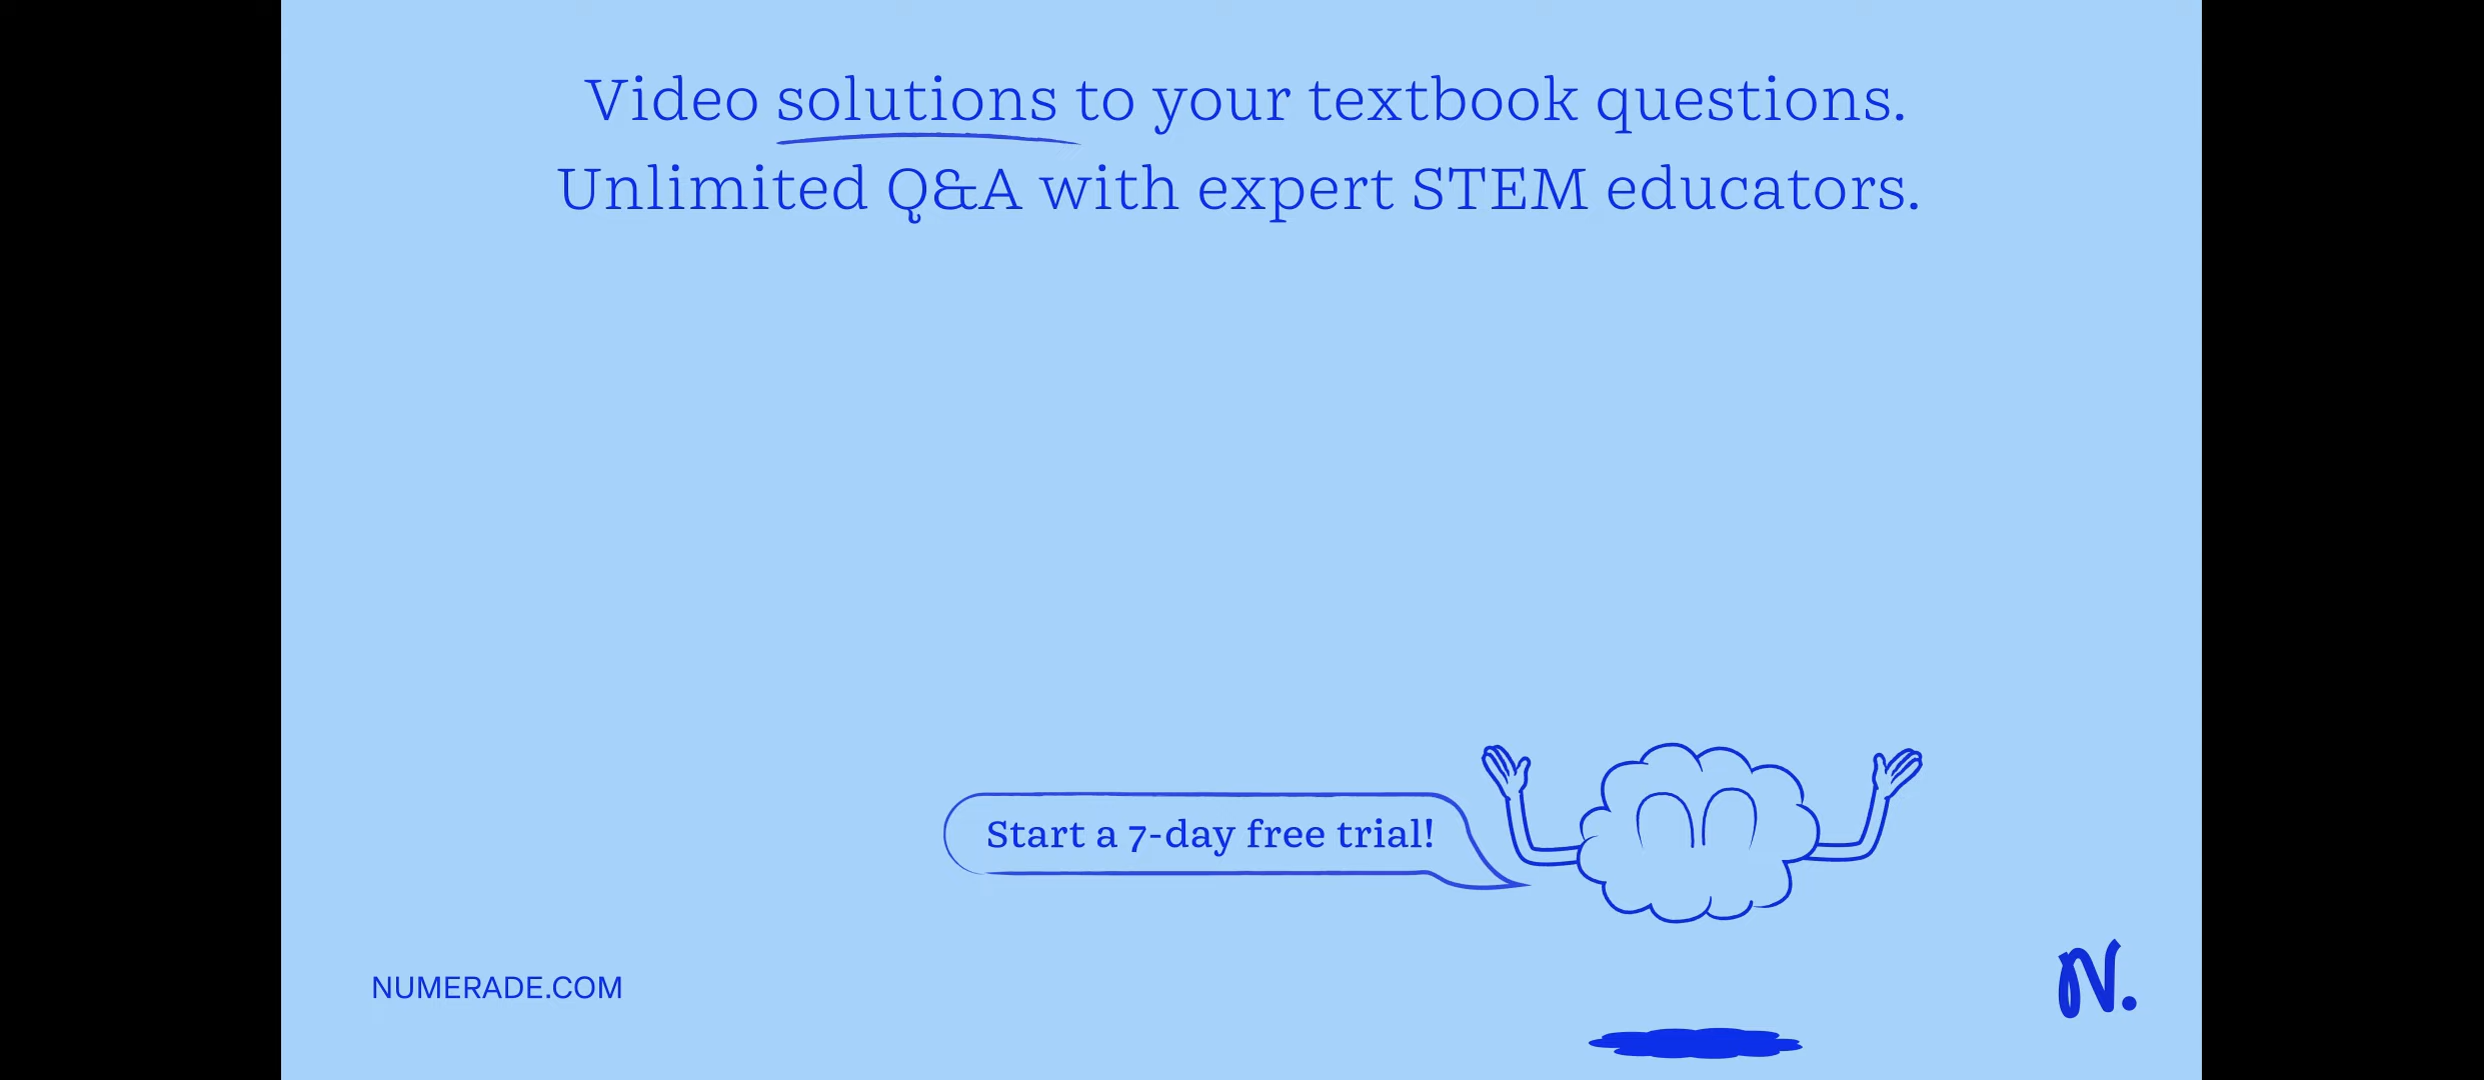 Video solutions to your textbook questions.
Unlimited Q&A with expert STEM educators.
Start a 7-day free trial!
NUMERADE.COM
N.